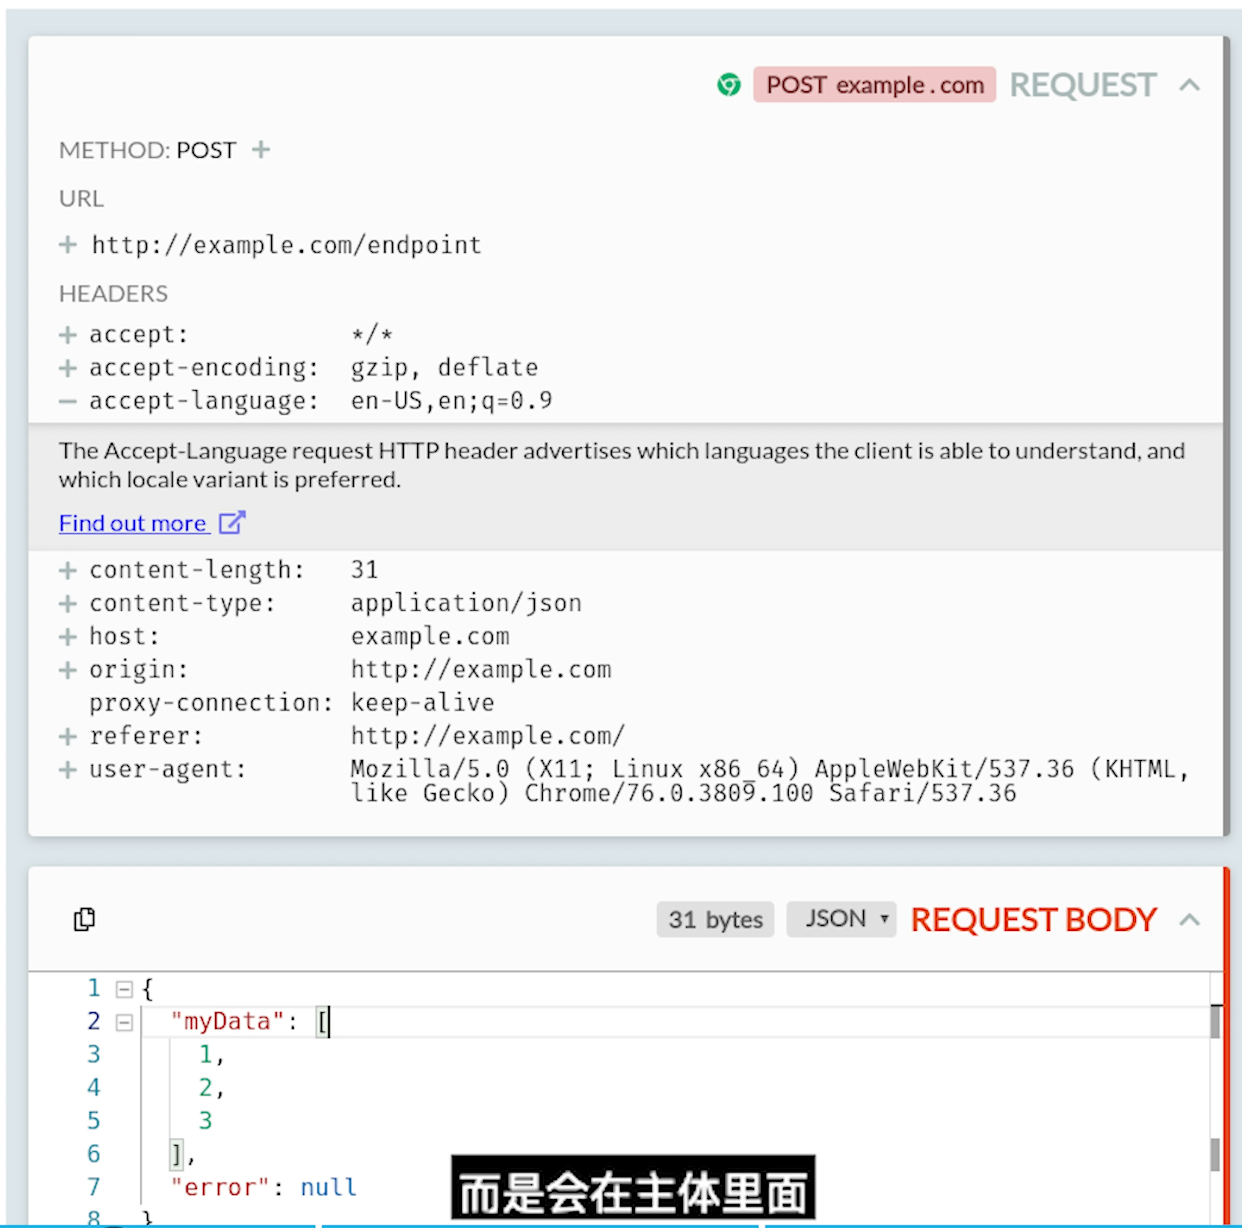 POST example.com REQUEST
METHOD: POST
URL
http://example.com/endpoint
HEADERS
accept: */*
accept-encoding: gzip, deflate
accept-language: en-US,en;q=0.9
The Accept-Language request HTTP header advertises which languages the client is able to understand, and
which locale variant is preferred.
Find out more
content-length: 31
content-type: application/json
host: example.com
origin: http://example.com
proxy-connection: keep-alive
referer: http://example.com/
user-agent: Mozilla/5.0 (X11; Linux x86_64) AppleWebKit/537.36 (KHTML,
like Gecko) Chrome/76.0.3809.100 Safari/537.36
31 bytes JSON REQUEST BODY
1 {
2 "myData": [
3 1,
4 2,
5 3
6 ],
7 "error": null
8 }
而是会在主体里面